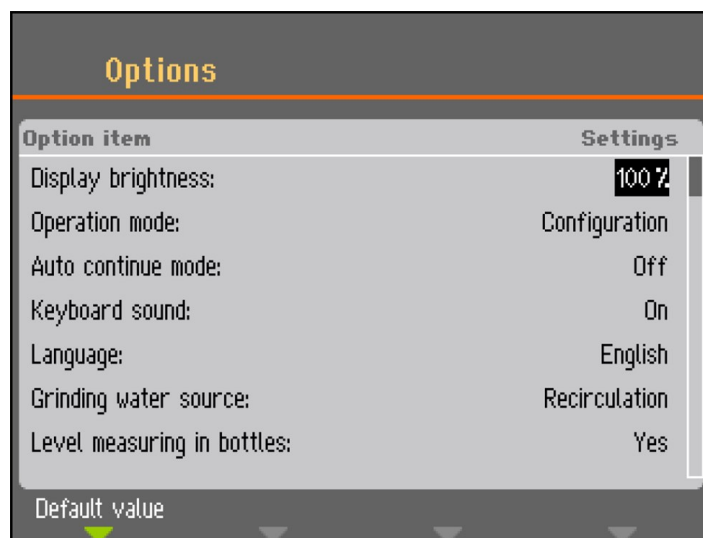 Options
Option item Settings
Display brightness: 100 %
Operation mode: Configuration
Auto continue mode: Off
Keyboard sound: On
Language: English
Grinding water source: Recirculation
Level measuring in bottles: Yes
Default value